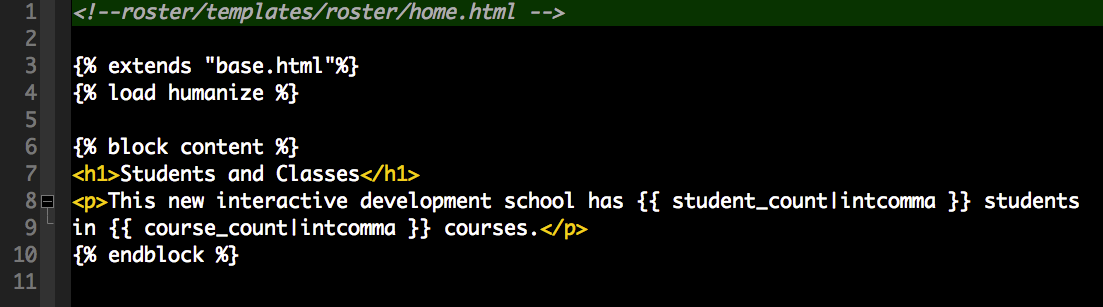 1 <!--roster/templates/roster/home.html -->
2
3 {% extends "base.html"%}
4 {% load humanize %}
5
6 {% block content %}
7 <h1>Students and Classes</h1>
8 <p>This new interactive development school has {{ student_count|intcomma }} students
9 in {{ course_count|intcomma }} courses.</p>
10 {% endblock %}
11